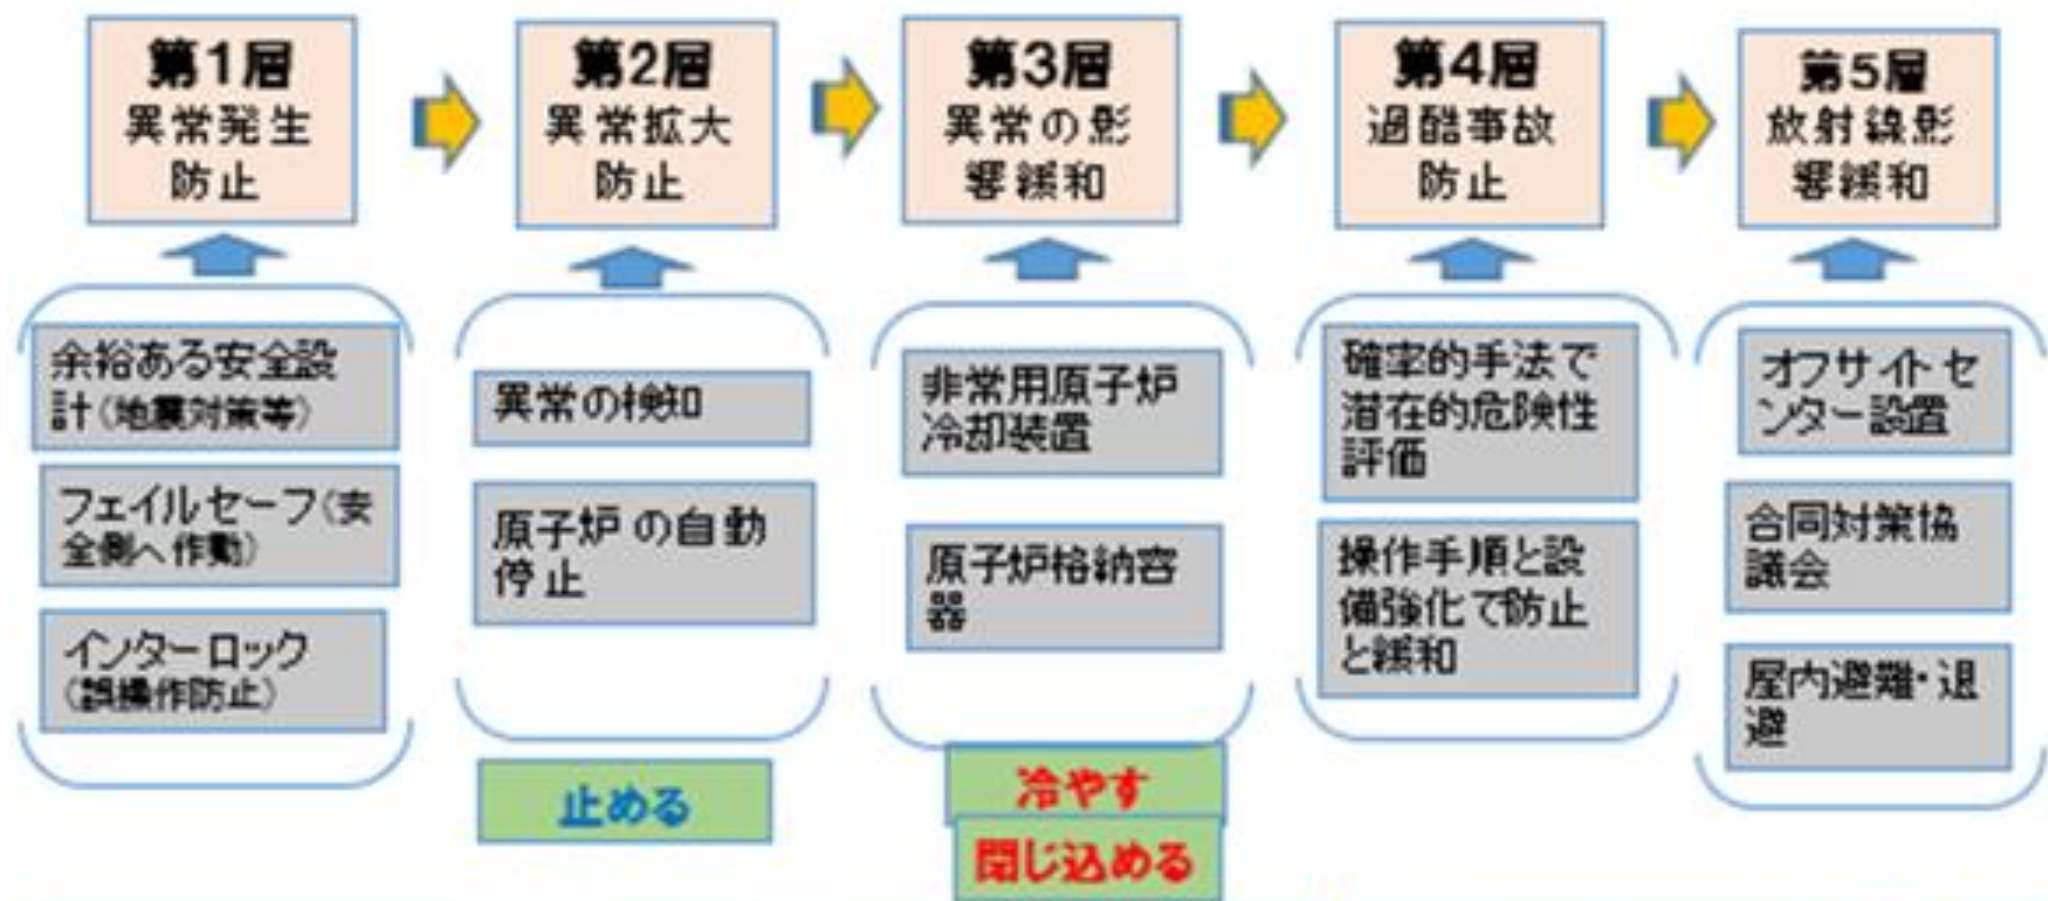 第1層
異常発生
防止
第2層
異常拡大
防止
第3層
異常の影
響緩和
第4層
過酷事故
防止
第5層
放射線影
響緩和
余裕ある安全設
計(地震対策等)
フェイルセーフ(安
全側へ作動)
インターロック
(誤操作防止)
異常の検知
原子炉の自動
停止
止める
非常用原子炉
冷却装置
原子炉格納容
器
冷やす
閉じ込める
確率的手法で
潜在的危険性
評価
操作手順と設
備強化で防止
と緩和
オフサイトセ
ンター設置
合同対策協
議会
屋内避難・退
避